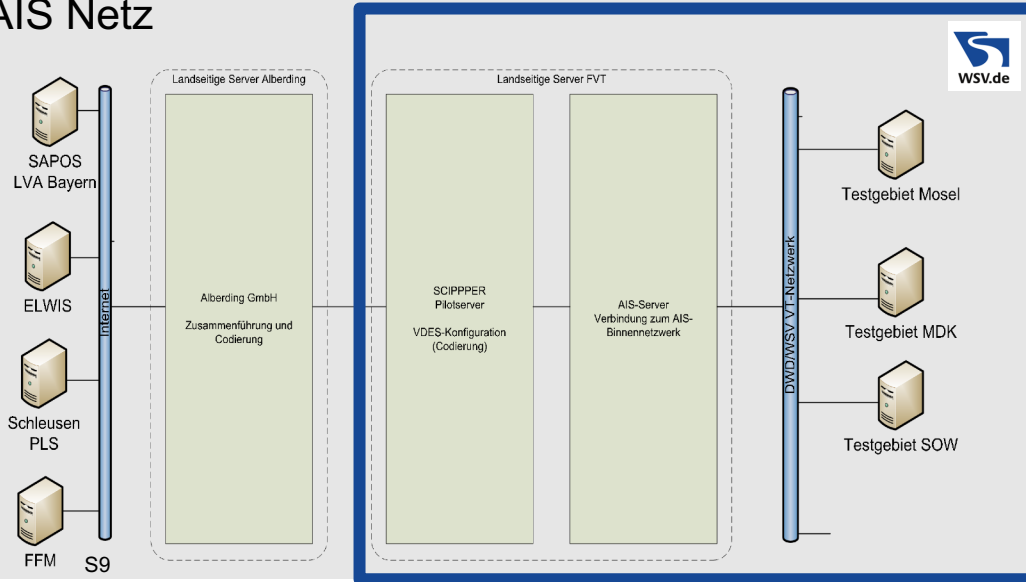 AIS Netz
WSV.de
Landseitige Server Alberding
Landseitige Server FVT
SAPOS
LVA Bayern
ELWIS
Schleusen
PLS
FFM
S9
Internet
Alberding GmbH
Zusammenführung und
Codierung
SCIPPPER
Pilotserver
VDES-Konfiguration
(Codierung)
AIS-Server
Verbindung zum AIS-
Binnennetzwerk
DWD/WSV VT-Netzwerk
Testgebiet Mosel
Testgebiet MDK
Testgebiet SOW